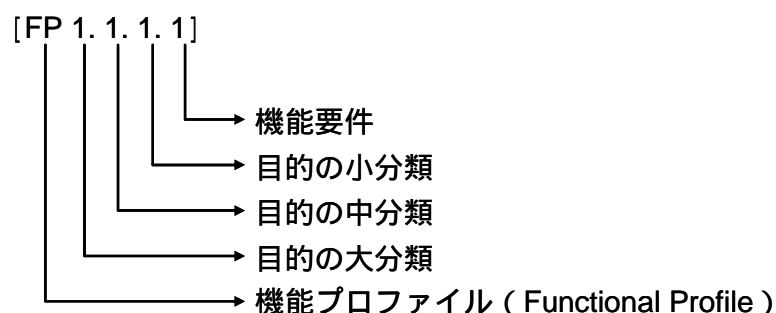 [FP 1. 1. 1. 1]
機能要件
目的の小分類
目的の中分類
目的の大分類
機能プロファイル（Functional Profile）